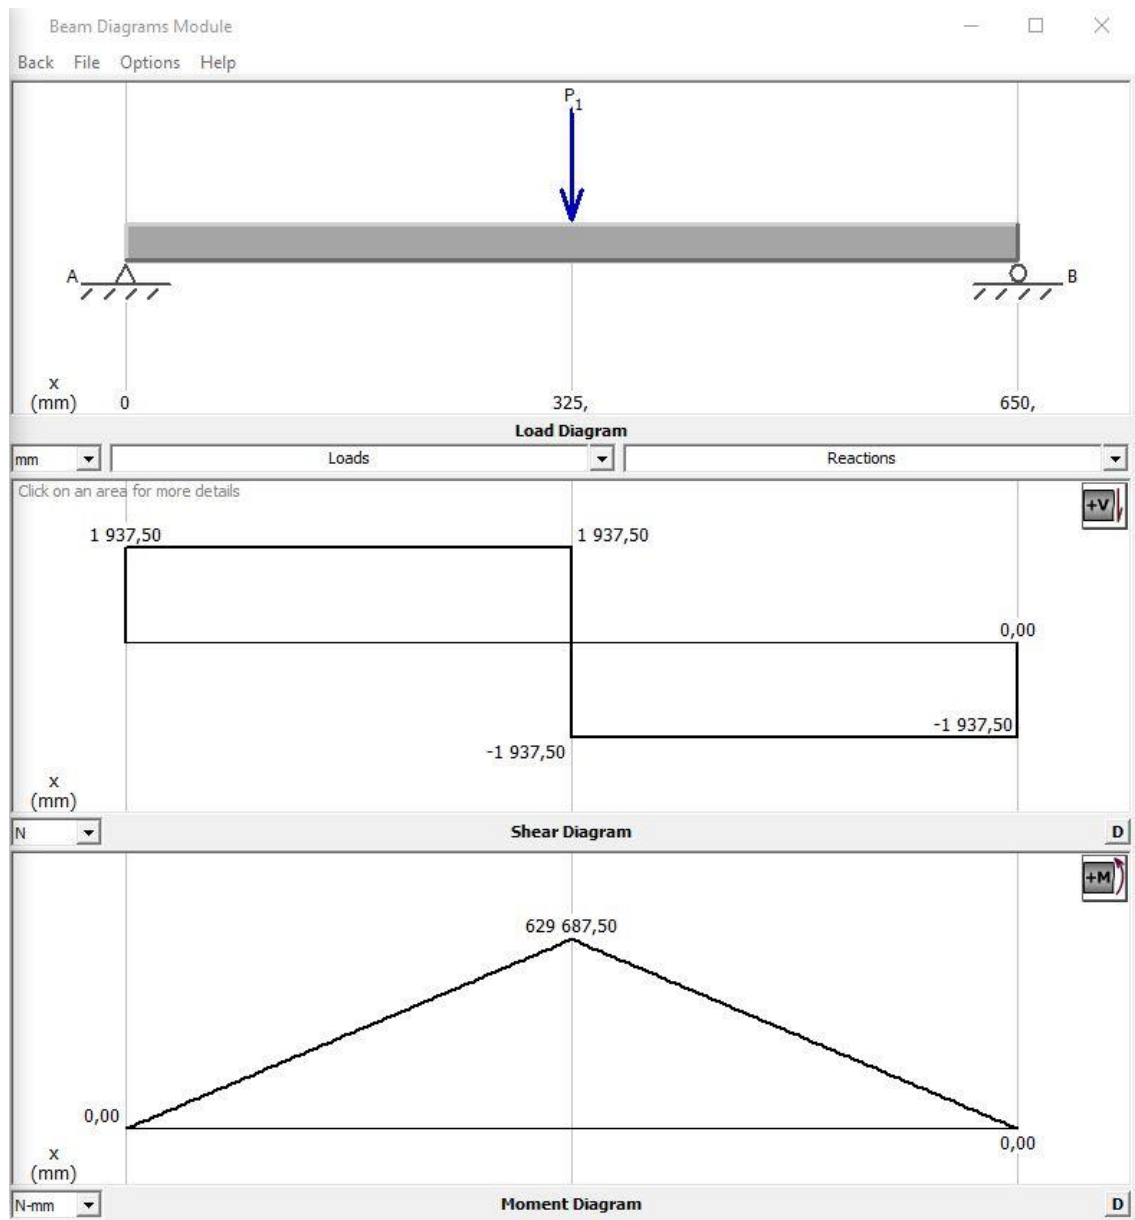 Beam Diagrams Module
Back File Options Help
P1
A
B
x
(mm) 0 325, 650,
Load Diagram
mm Loads Reactions
Click on an area for more details
+V
1 937,50 1 937,50
0,00
-1 937,50
-1 937,50
x
(mm)
N Shear Diagram D
+M
629 687,50
0,00
0,00
x
(mm)
N-mm Moment Diagram D